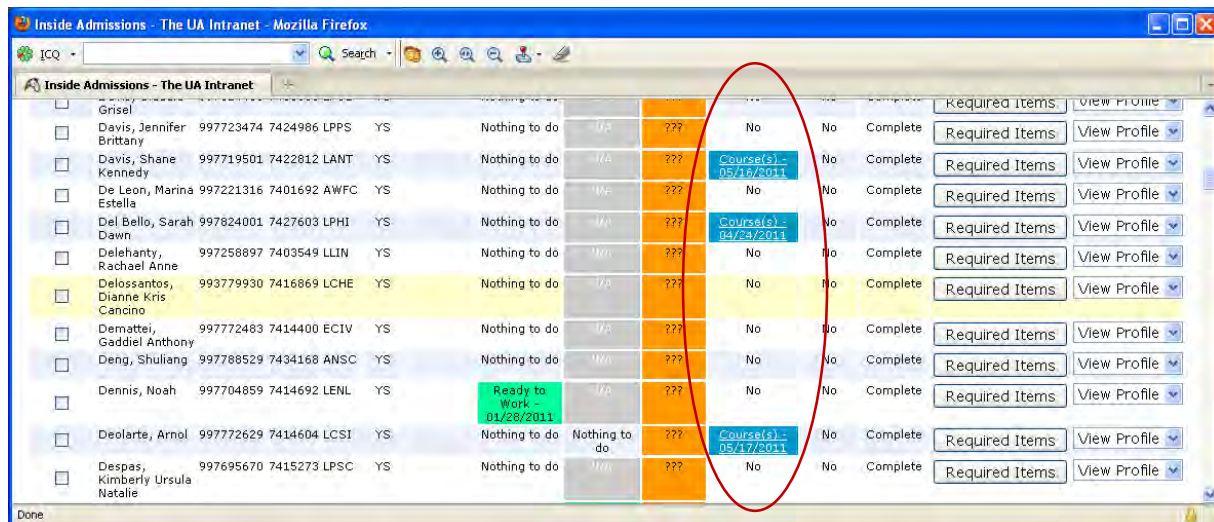 Inside Admissions - The UA Intranet - Mozilla Firefox
ICQ Search
Inside Admissions - The UA Intranet
Grisel ??? No No Complete Required Items View Profile
Davis, Jennifer 997723474 7424986 LPPS YS Nothing to do N/A ??? No No Complete Required Items View Profile
Brittany
Davis, Shane 997719501 7422812 LANT YS Nothing to do N/A ??? Course(s) - No Complete Required Items View Profile
Kennedy 05/16/2011
De Leon, Marina 997221316 7401692 AWFC YS Nothing to do N/A ??? No No Complete Required Items View Profile
Estella
Del Bello, Sarah 997824001 7427603 LPHI YS Nothing to do N/A ??? Course(s) - No Complete Required Items View Profile
Dawn 04/24/2011
Delehanty, 997258897 7403549 LLIN YS Nothing to do N/A ??? No No Complete Required Items View Profile
Rachael Anne
Delossantos, 993779930 7416869 LCHE YS Nothing to do N/A ??? No No Complete Required Items View Profile
Dianne Kris
Cancino
Demattei, 997772483 7414400 ECIV YS Nothing to do N/A ??? No No Complete Required Items View Profile
Gaddiel Anthony
Deng, Shuliang 997788529 7434168 ANSC YS Nothing to do N/A ??? No No Complete Required Items View Profile
Dennis, Noah 997704859 7414692 LENL YS Ready to N/A ??? No No Complete Required Items View Profile
Work -
01/28/2011
Deolarte, Arnol 997772629 7414604 LCSI YS Nothing to do Nothing to ??? Course(s) - No Complete Required Items View Profile
do 05/17/2011
Despas, 997695670 7415273 LPSC YS Nothing to do N/A ??? No No Complete Required Items View Profile
Kimberly Ursula
Natalie
Done